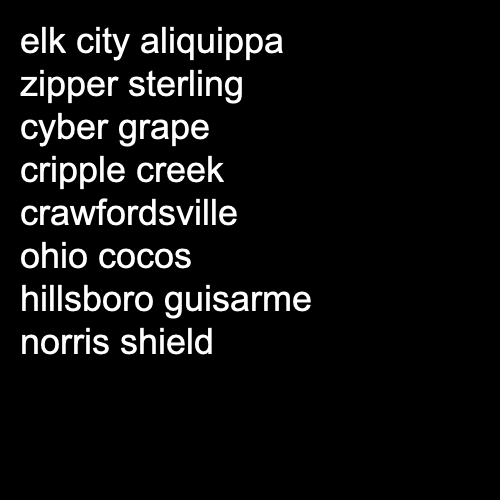 elk city aliquippa
zipper sterling
cyber grape
cripple creek
crawfordsville
ohio cocos
hillsboro guisarme
norris shield